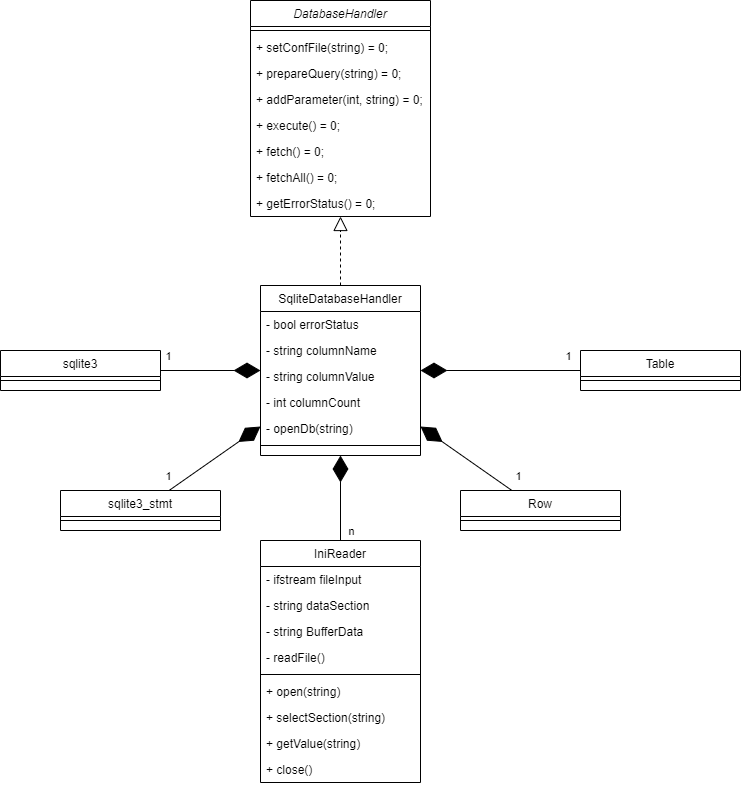 DatabaseHandler
+ setConfFile(string) = 0;
+ prepareQuery(string) = 0;
+ addParameter(int, string) = 0;
+ execute() = 0;
+ fetch() = 0;
+ fetchAll() = 0;
+ getErrorStatus() = 0;
SqliteDatabaseHandler
- bool errorStatus
- string columnName
- string columnValue
- int columnCount
- openDb(string)
sqlite3
1
1
Table
1
sqlite3_stmt
1
Row
n
IniReader
- ifstream fileInput
- string dataSection
- string BufferData
- readFile()
+ open(string)
+ selectSection(string)
+ getValue(string)
+ close()